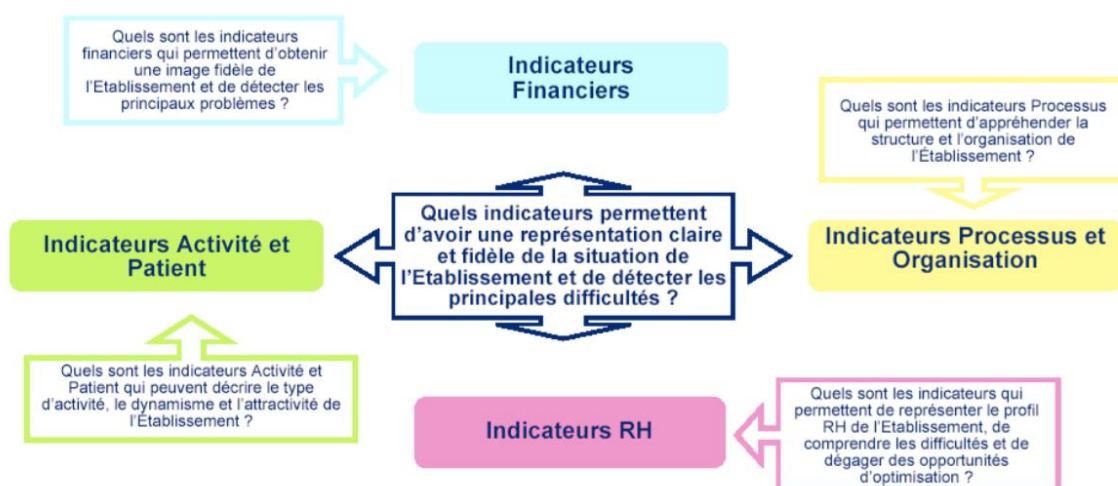 Quels sont les indicateurs
financiers qui permettent d'obtenir
une image fidèle de
l'Etablissement et de détecter les
principaux problèmes ?
Indicateurs
Financiers
Quels sont les indicateurs Processus
qui permettent d'appréhender la
structure et l'organisation de
l'Établissement ?
Indicateurs Activité et
Patient
Quels indicateurs permettent
d'avoir une représentation claire
et fidèle de la situation de
l'Etablissement et de détecter les
principales difficultés ?
Indicateurs Processus et
Organisation
Quels sont les indicateurs Activité et
Patient qui peuvent décrire le type
d'activité, le dynamisme et l'attractivité de
l'Établissement ?
Indicateurs RH
Quels sont les indicateurs qui
permettent de représenter le profil
RH de l'Etablissement, de
comprendre les difficultés et de
dégager des opportunités
d'optimisation ?